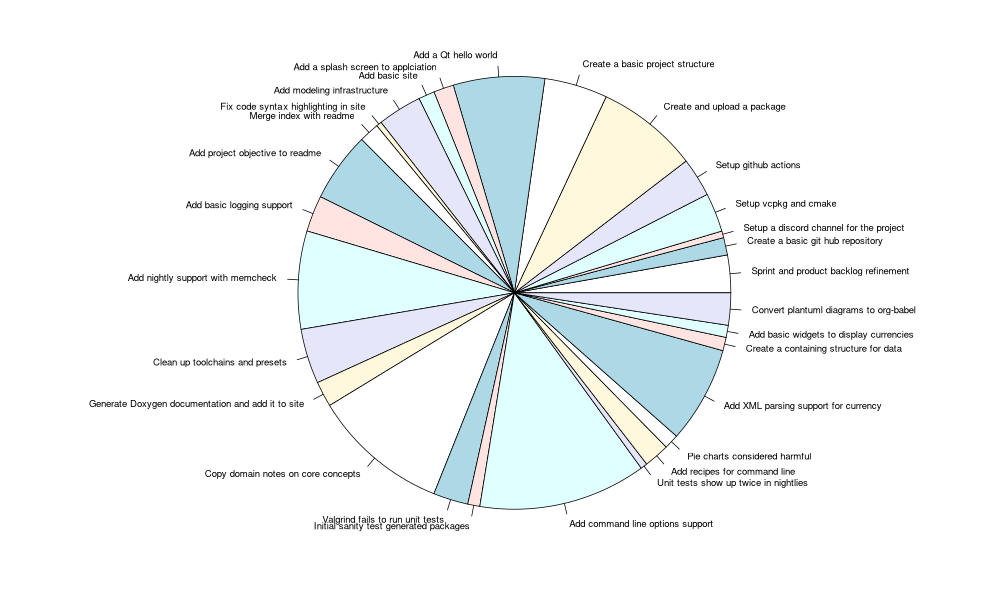 Add a Qt hello world
Create a basic project structure
Add a splash screen to applciation
Add basic site
Add modeling infrastructure
Create and upload a package
Fix code syntax highlighting in site
Merge index with readme
Add project objective to readme
Setup github actions
Add basic logging support
Setup vcpkg and cmake
Setup a discord channel for the project
Create a basic git hub repository
Sprint and product backlog refinement
Add nightly support with memcheck
Convert plantuml diagrams to org-babel
Add basic widgets to display currencies
Create a containing structure for data
Clean up toolchains and presets
Generate Doxygen documentation and add it to site
Add XML parsing support for currency
Pie charts considered harmful
Add recipes for command line
Copy domain notes on core concepts
Unit tests show up twice in nightlies
Valgrind fails to run unit tests
Initial sanity test generated packages
Add command line options support